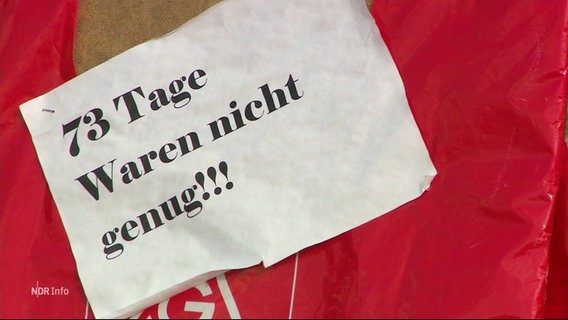 73 Tage
Waren nicht
genug!!!
NDR Info